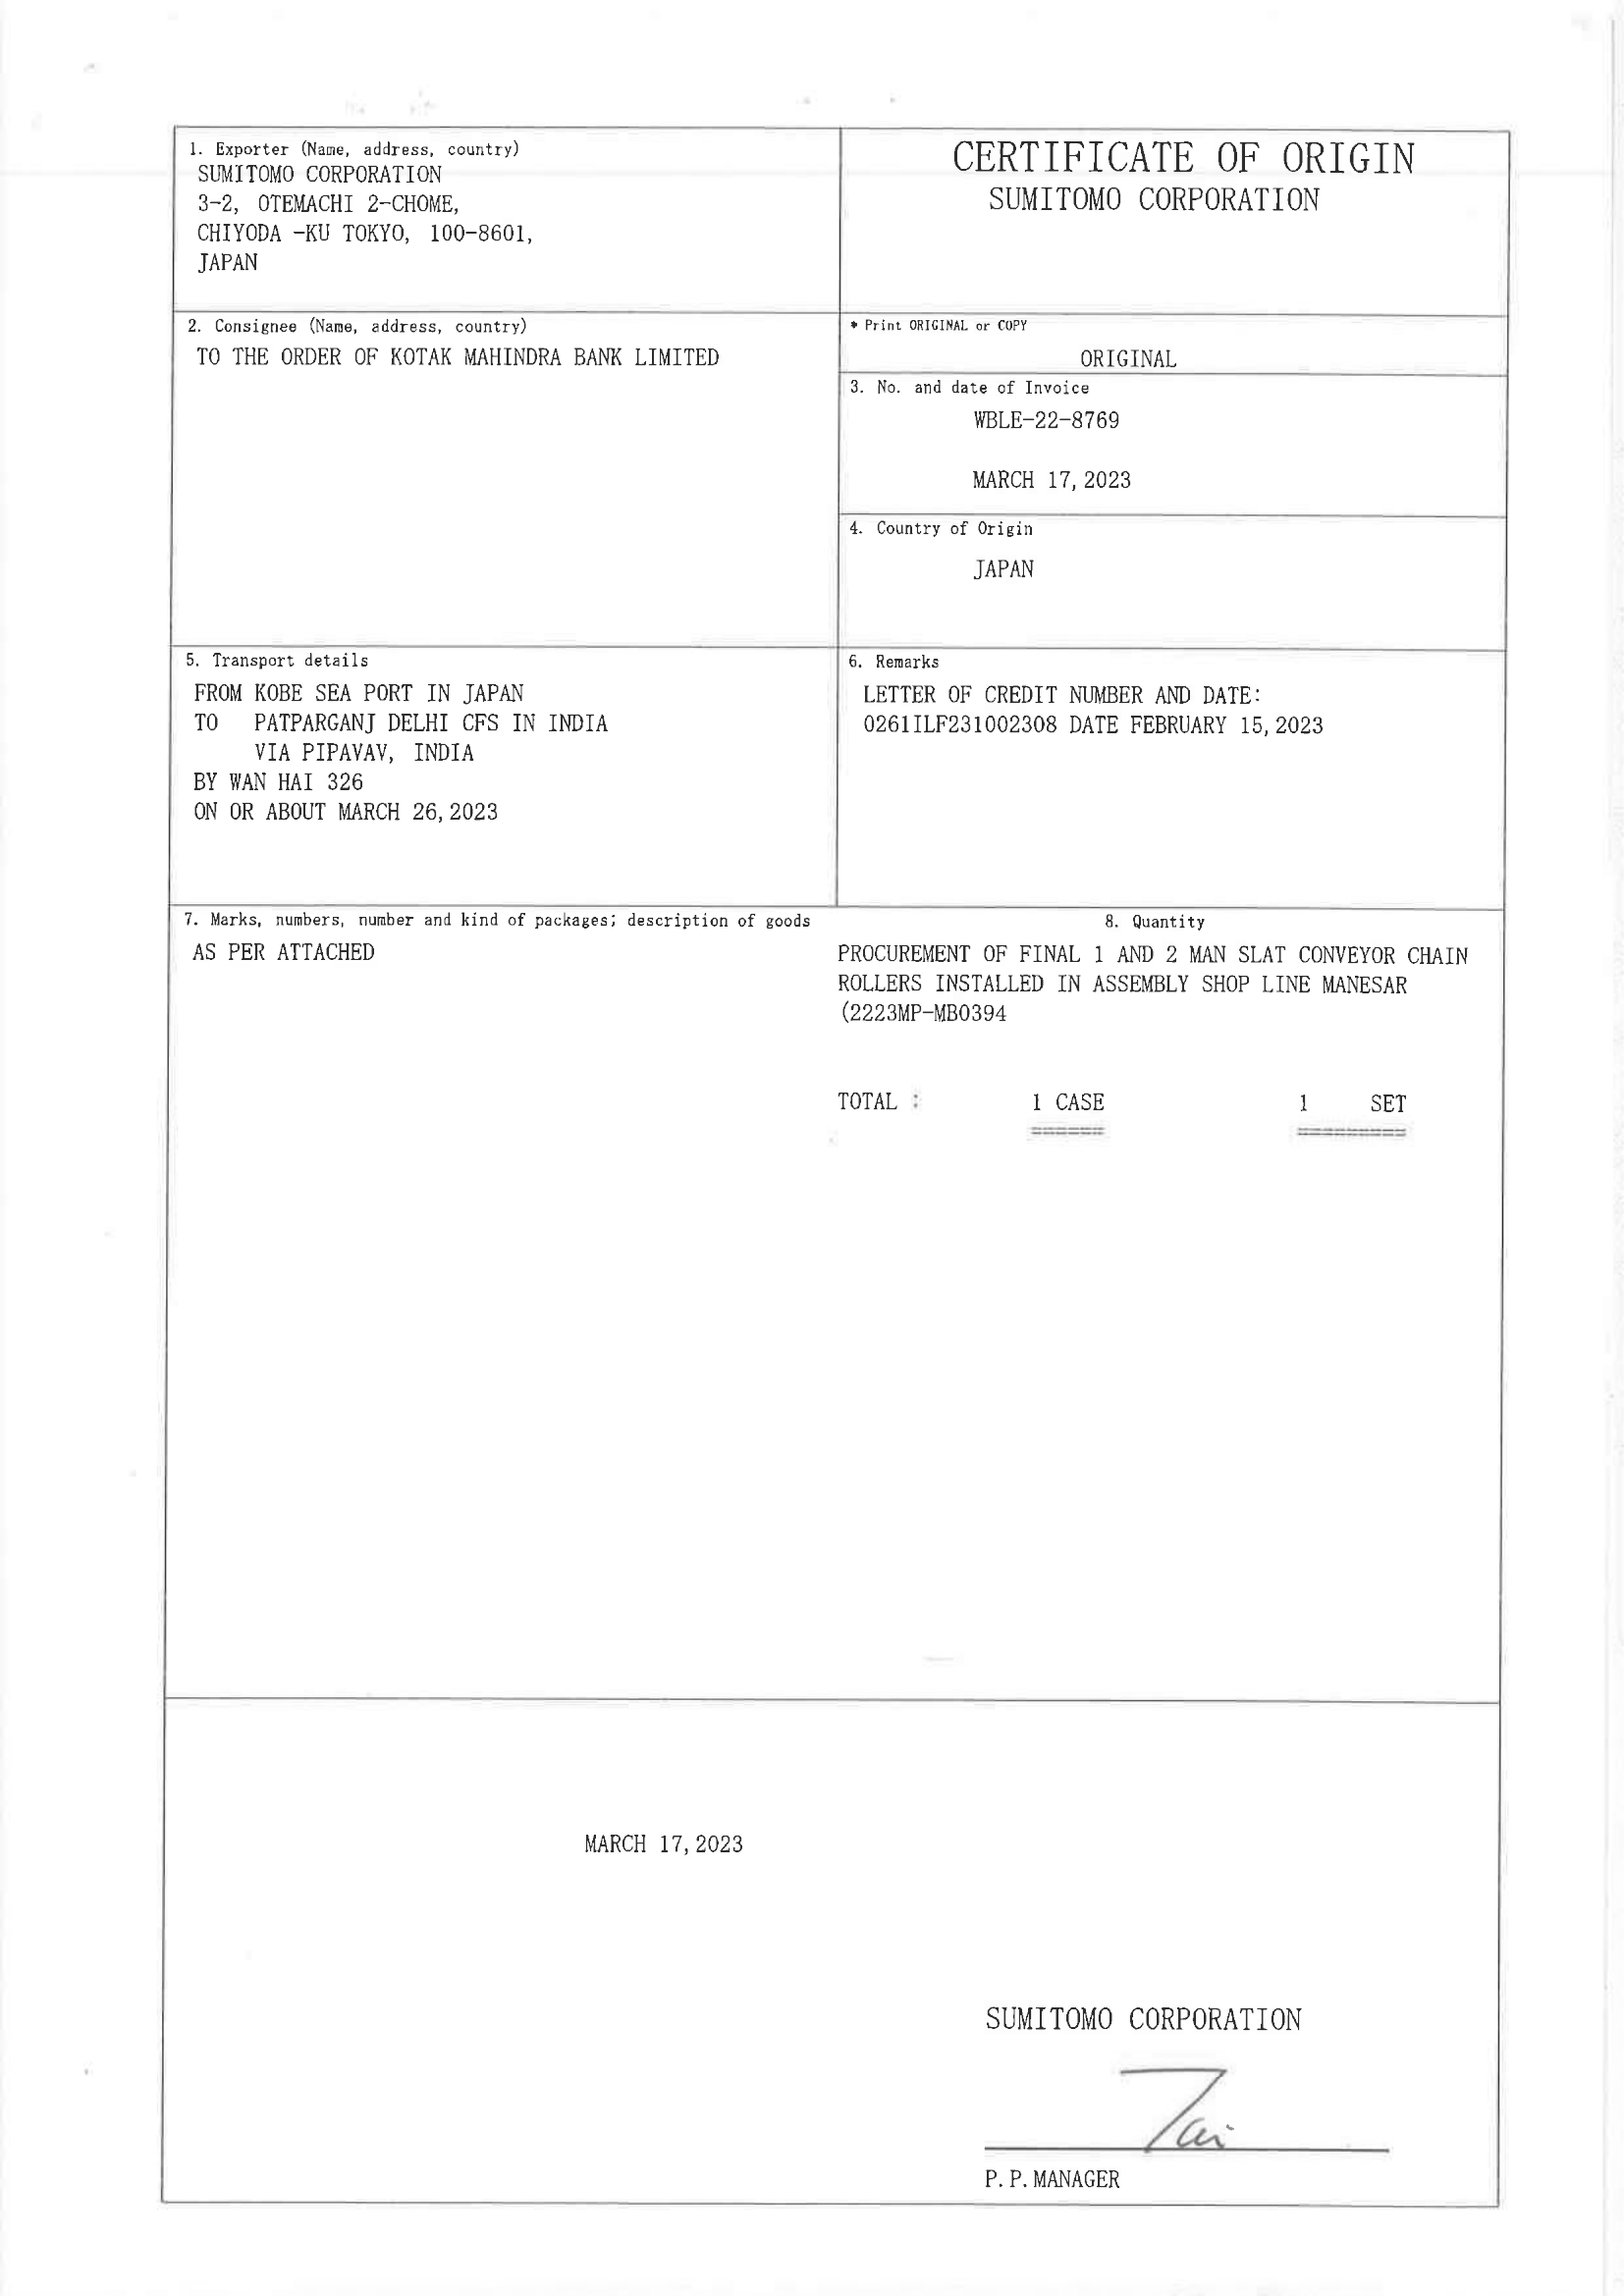 1. Exporter (Name, address, country)
SUMITOMO CORPORATION
3-2, OTEMACHI 2-CHOME,
CHIYODA -KU TOKYO, 100-8601,
JAPAN
CERTIFICATE OF ORIGIN
SUMITOMO CORPORATION
2. Consignee (Name, address, country)
TO THE ORDER OF KOTAK MAHINDRA BANK LIMITED
* Print ORIGINAL or COPY
ORIGINAL
3. No. and date of Invoice
WBLE-22-8769
MARCH 17, 2023
4. Country of Origin
JAPAN
5. Transport details
FROM KOBE SEA PORT IN JAPAN
TO PATPARGANJ DELHI CFS IN INDIA
VIA PIPAVAV, INDIA
BY WAN HAI 326
ON OR ABOUT MARCH 26, 2023
6. Remarks
LETTER OF CREDIT NUMBER AND DATE:
0261ILF231002308 DATE FEBRUARY 15, 2023
7. Marks, numbers, number and kind of packages; description of goods
8. Quantity
AS PER ATTACHED
PROCUREMENT OF FINAL 1 AND 2 MAN SLAT CONVEYOR CHAIN
ROLLERS INSTALLED IN ASSEMBLY SHOP LINE MANESAR
(2223MP-MB0394
TOTAL : 1 CASE 1 SET
MARCH 17, 2023
SUMITOMO CORPORATION
Tai
P. P. MANAGER